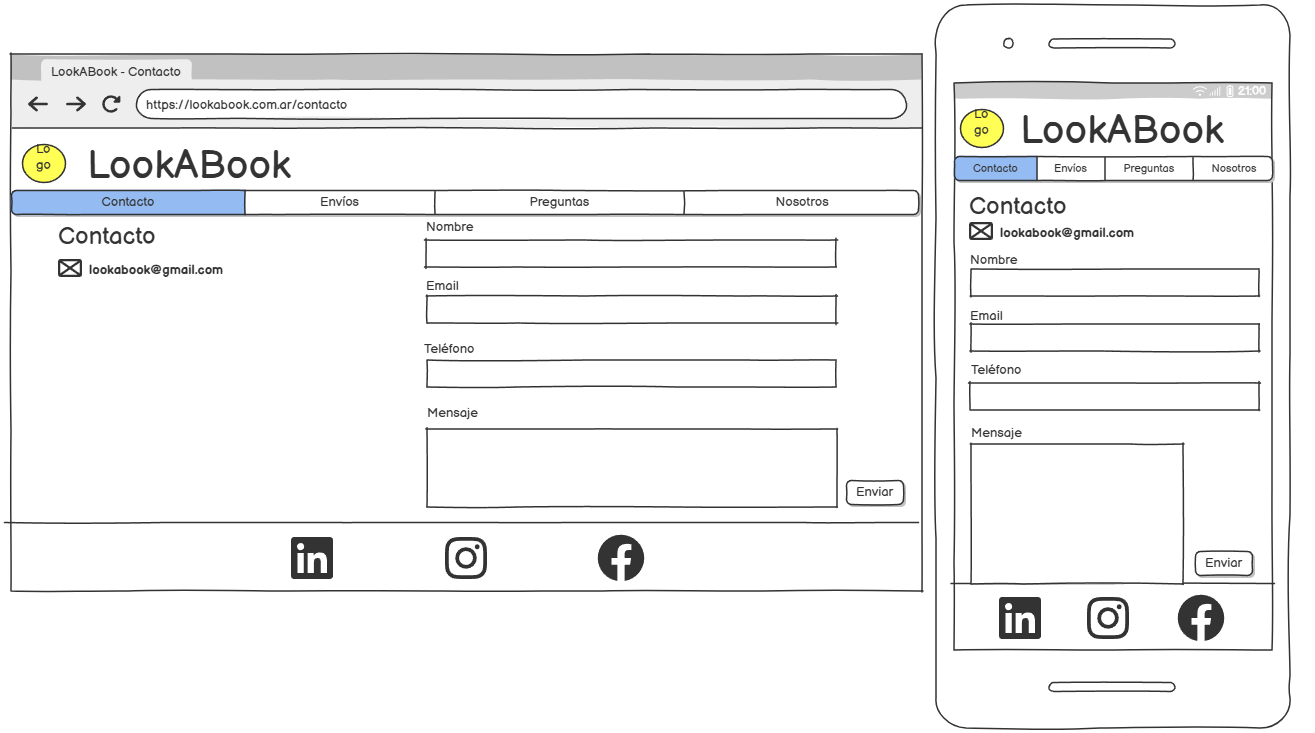 LookABook - Contacto
https://lookabook.com.ar/contacto
Lo
go
LookABook
Contacto Envíos Preguntas Nosotros
Contacto
lookabook@gmail.com
Nombre
Email
Teléfono
Mensaje
Enviar
in
21:00
Lo
go
LookABook
Contacto Envíos Preguntas Nosotros
Contacto
lookabook@gmail.com
Nombre
Email
Teléfono
Mensaje
Enviar
in